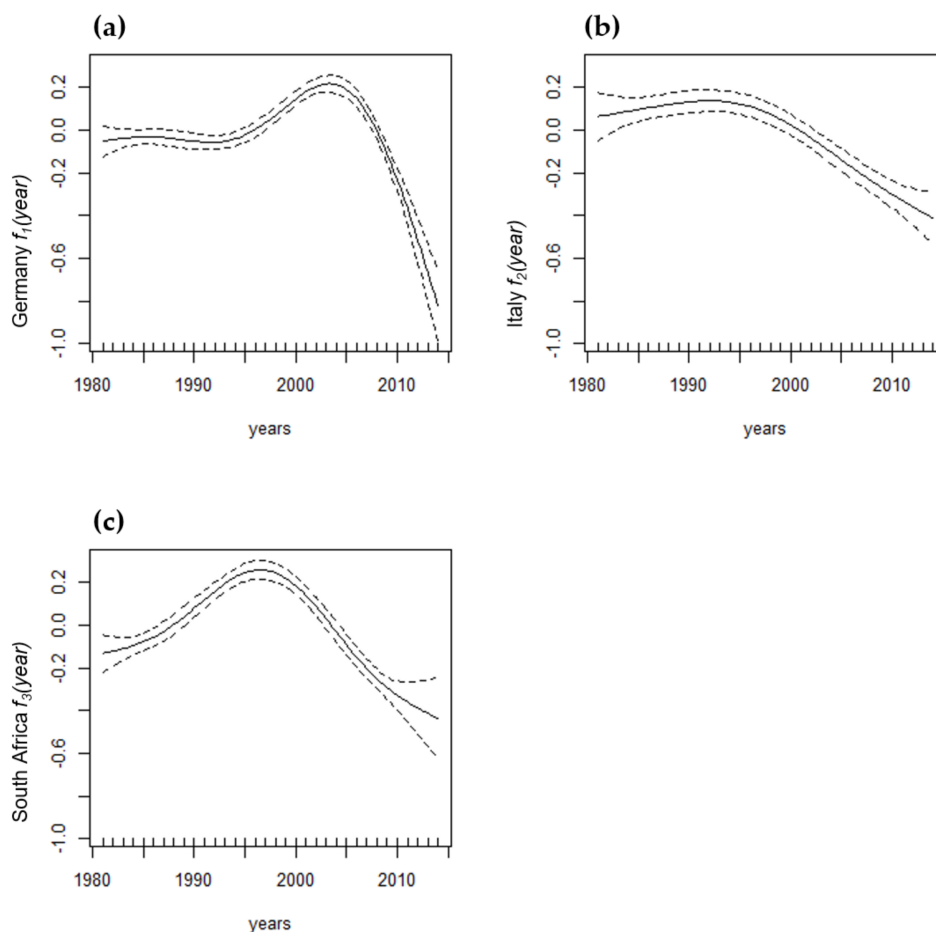 (a)
Germany f₁(year)
0.2
0.0
-0.2
-0.6
-1.0
1980 1990 2000 2010
years
(b)
Italy f₂(year)
0.2
0.0
-0.2
-0.6
-1.0
1980 1990 2000 2010
years
(c)
South Africa f₃(year)
0.2
0.0
-0.2
-0.6
-1.0
1980 1990 2000 2010
years